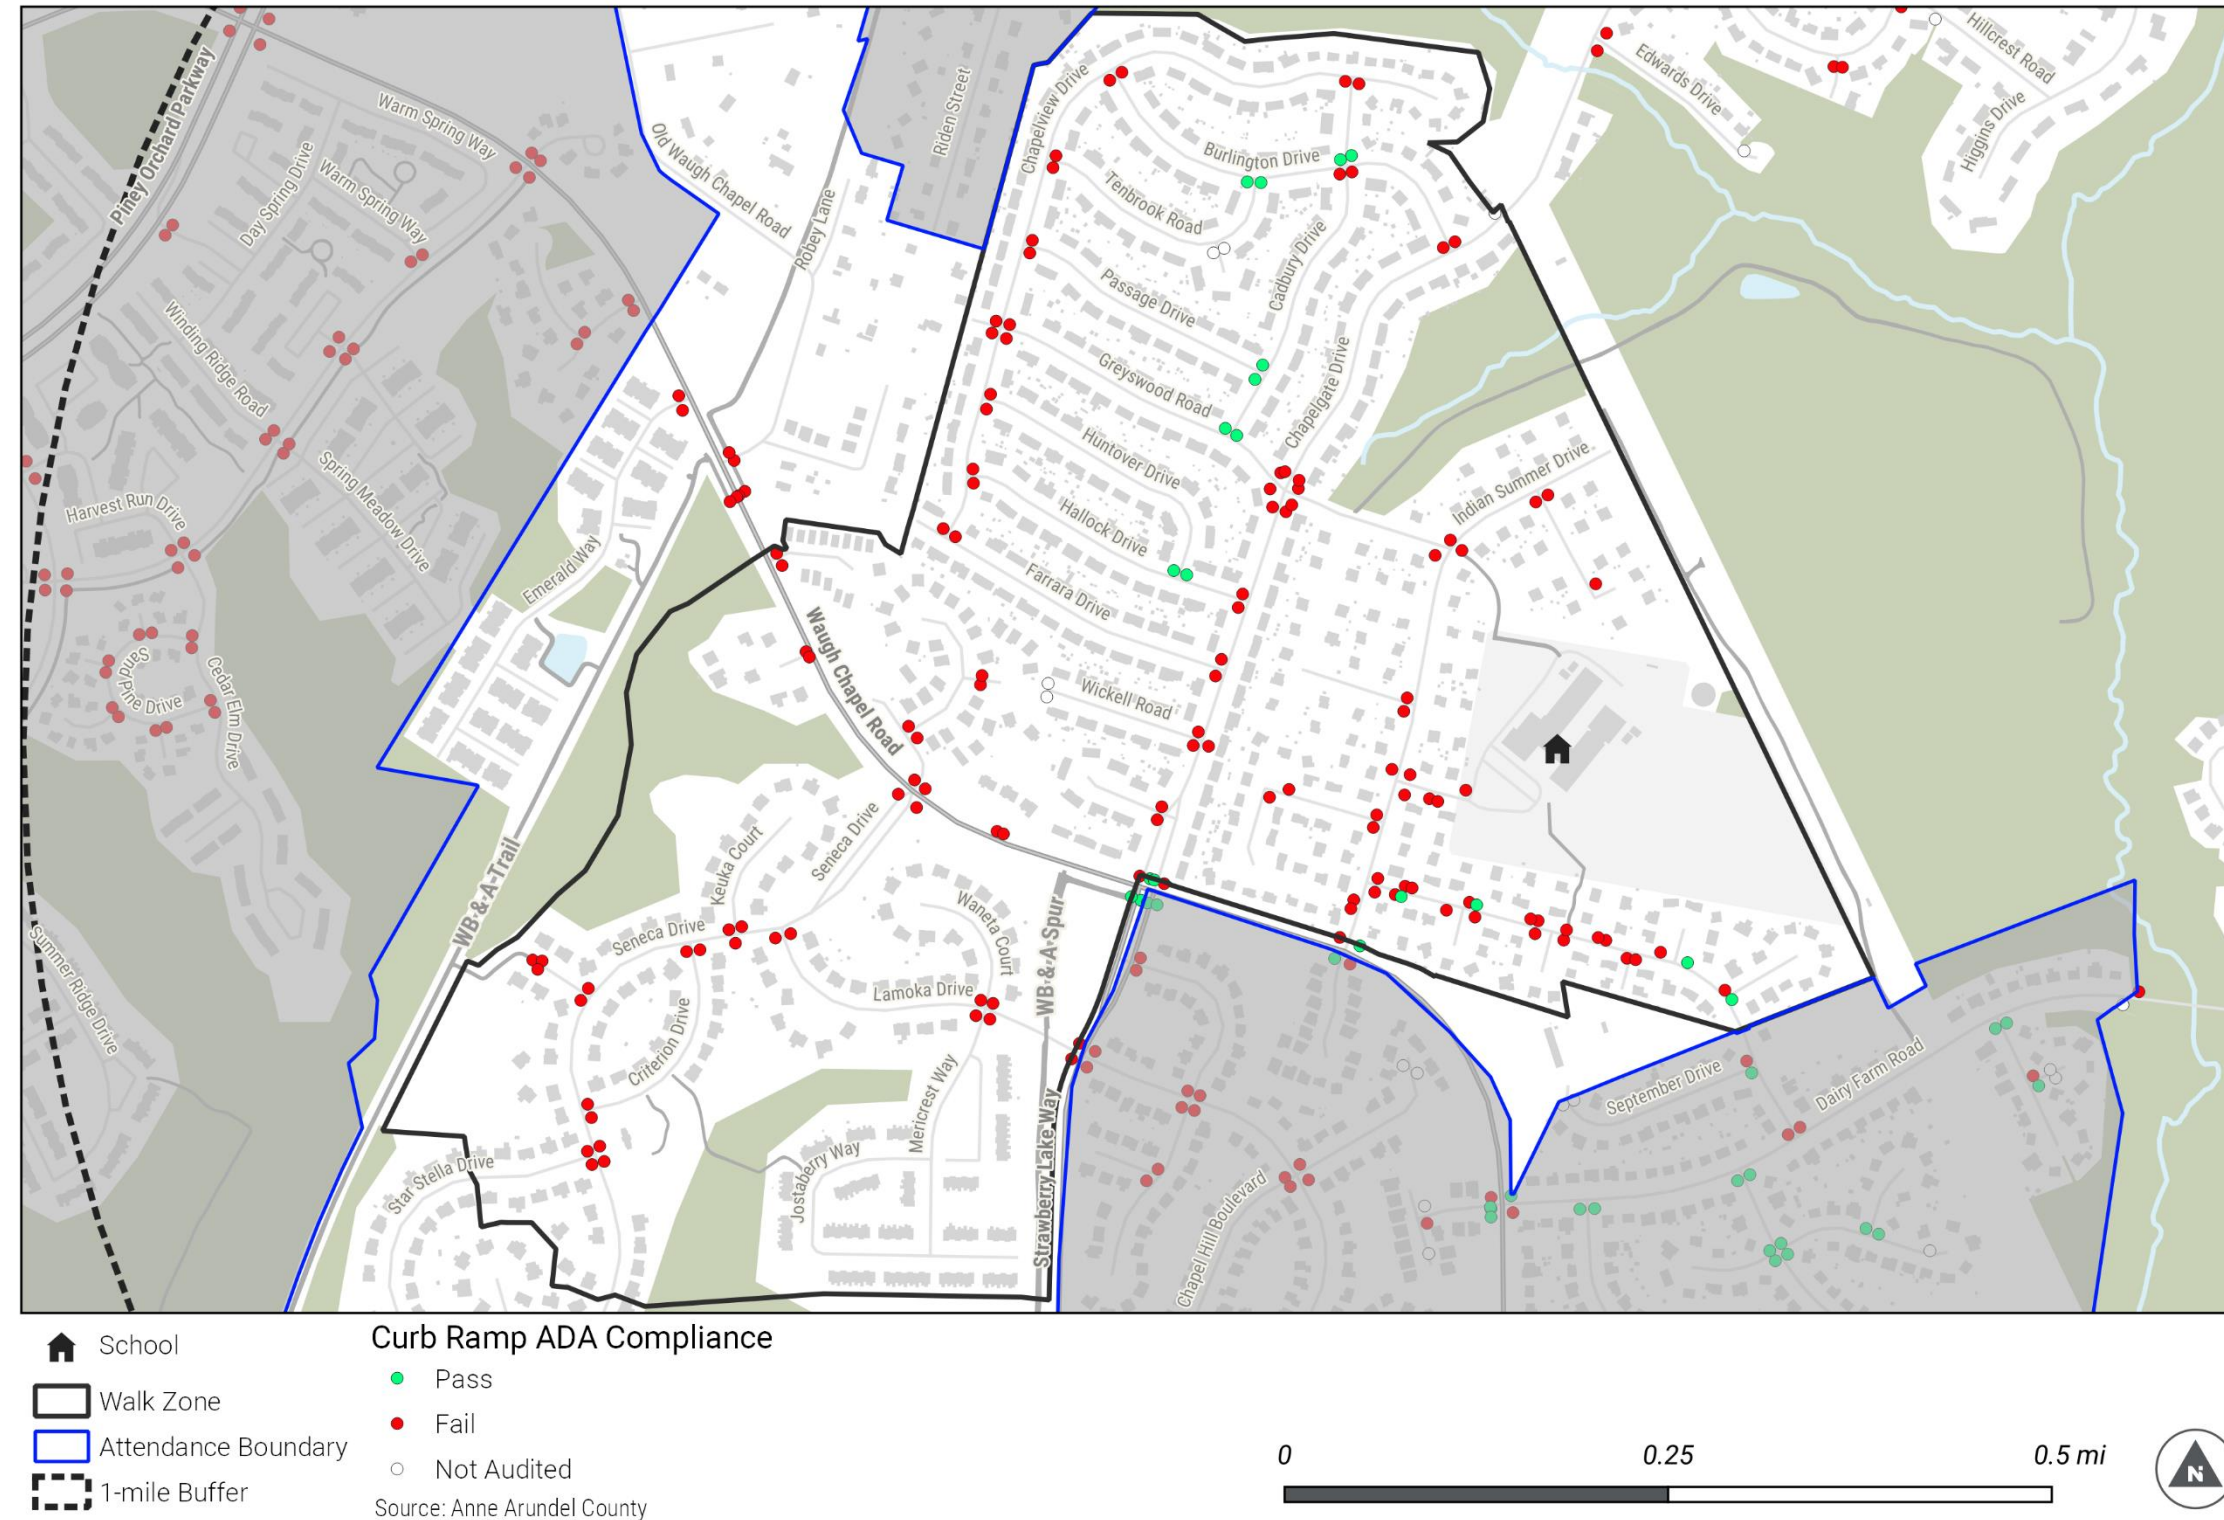 Piney Orchard Parkway
Warm Spring Way
Day Spring Drive
Warm Spring Way
Old Waugh Chapel Road
Robey Lane
Riden Street
Chapelview Drive
Burlington Drive
Tenbrook Road
Cadbury Drive
Passage Drive
Greyswood Road
Chapelgate Drive
Huntover Drive
Hallock Drive
Farrara Drive
Wickell Road
Edwards Drive
Hillcrest Road
Higgins Drive
Indian Summer Drive
Winding Ridge Road
Spring Meadow Drive
Harvest Run Drive
Emerald Way
Sand
Pine Drive
Cedar Elm Drive
Waugh Chapel Road
WB & A Trail
Keuka Court
Seneca Drive
Seneca Drive
Waneta Court
Lamoka Drive
WB & A Spur
Criterion Drive
Mericrest Way
Jostaberry Way
Star Stella Drive
Strawberry Lake Way
Summer Ridge Drive
Chapel Hill Boulevard
September Drive
Dairy Farm Road
School
Walk Zone
Attendance Boundary
1-mile Buffer
Curb Ramp ADA Compliance
Pass
Fail
Not Audited
Source: Anne Arundel County
0 0.25 0.5 mi
N